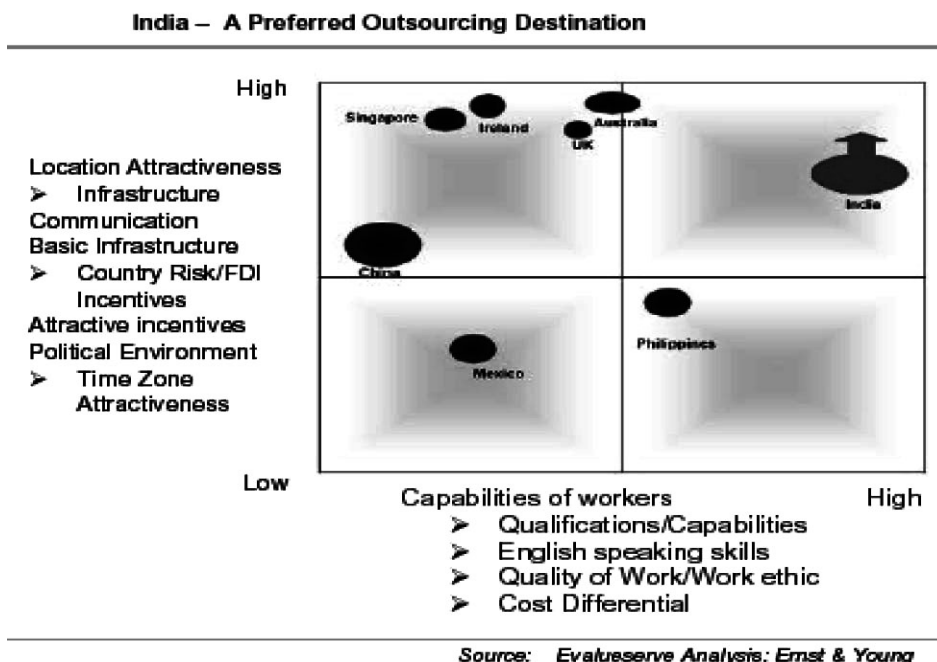 India – A Preferred Outsourcing Destination
High
Singapore
Ireland
Australia
UK
India
China
Philippines
Mexico
Location Attractiveness
➢ Infrastructure
Communication
Basic Infrastructure
➢ Country Risk/FDI
Incentives
Attractive incentives
Political Environment
➢ Time Zone
Attractiveness
Low
Capabilities of workers
High
➢ Qualifications/Capabilities
➢ English speaking skills
➢ Quality of Work/Work ethic
➢ Cost Differential
Source: Evalueserve Analysis; Ernst & Young